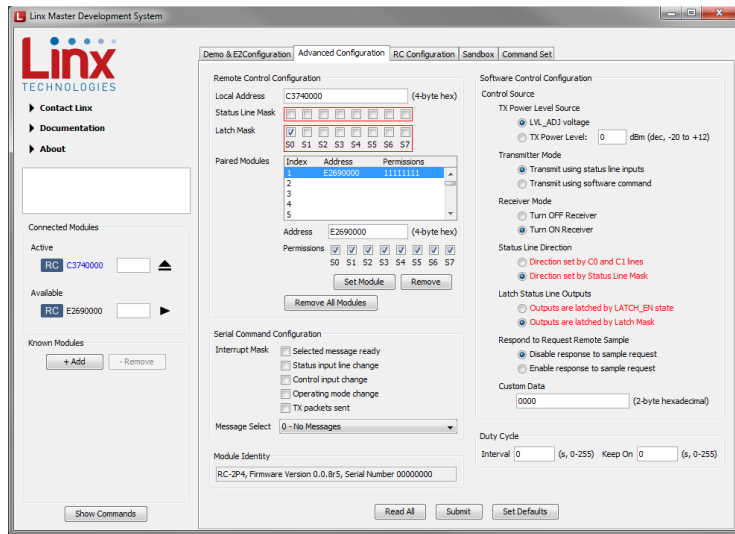 Linx Master Development System
Linx
TECHNOLOGIES
Contact Linx
Documentation
About
Connected Modules
Active
RC C3740000
Available
RC E2690000
Known Modules
+ Add - Remove
Show Commands
Demo & EZConfiguration Advanced Configuration RC Configuration Sandbox Command Set
Remote Control Configuration
Local Address C3740000 (4-byte hex)
Status Line Mask
Latch Mask
S0 S1 S2 S3 S4 S5 S6 S7
Paired Modules Index Address Permissions
1 E2690000 11111111
2
3
4
5
Address E2690000 (4-byte hex)
Permissions
S0 S1 S2 S3 S4 S5 S6 S7
Set Module Remove
Remove All Modules
Serial Command Configuration
Interrupt Mask Selected message ready
Status input line change
Control input change
Operating mode change
TX packets sent
Message Select 0 - No Messages
Module Identity
RC-2P4, Firmware Version 0.0.8r5, Serial Number 00000000
Software Control Configuration
Control Source
TX Power Level Source
LVL_ADJ voltage
TX Power Level: 0 dBm (dec, -20 to +12)
Transmitter Mode
Transmit using status line inputs
Transmit using software command
Receiver Mode
Turn OFF Receiver
Turn ON Receiver
Status Line Direction
Direction set by C0 and C1 lines
Direction set by Status Line Mask
Latch Status Line Outputs
Outputs are latched by LATCH_EN state
Outputs are latched by Latch Mask
Respond to Request Remote Sample
Disable response to sample request
Enable response to sample request
Custom Data
0000 (2-byte hexadecimal)
Duty Cycle
Interval 0 (s, 0-255) Keep On 0 (s, 0-255)
Read All Submit Set Defaults